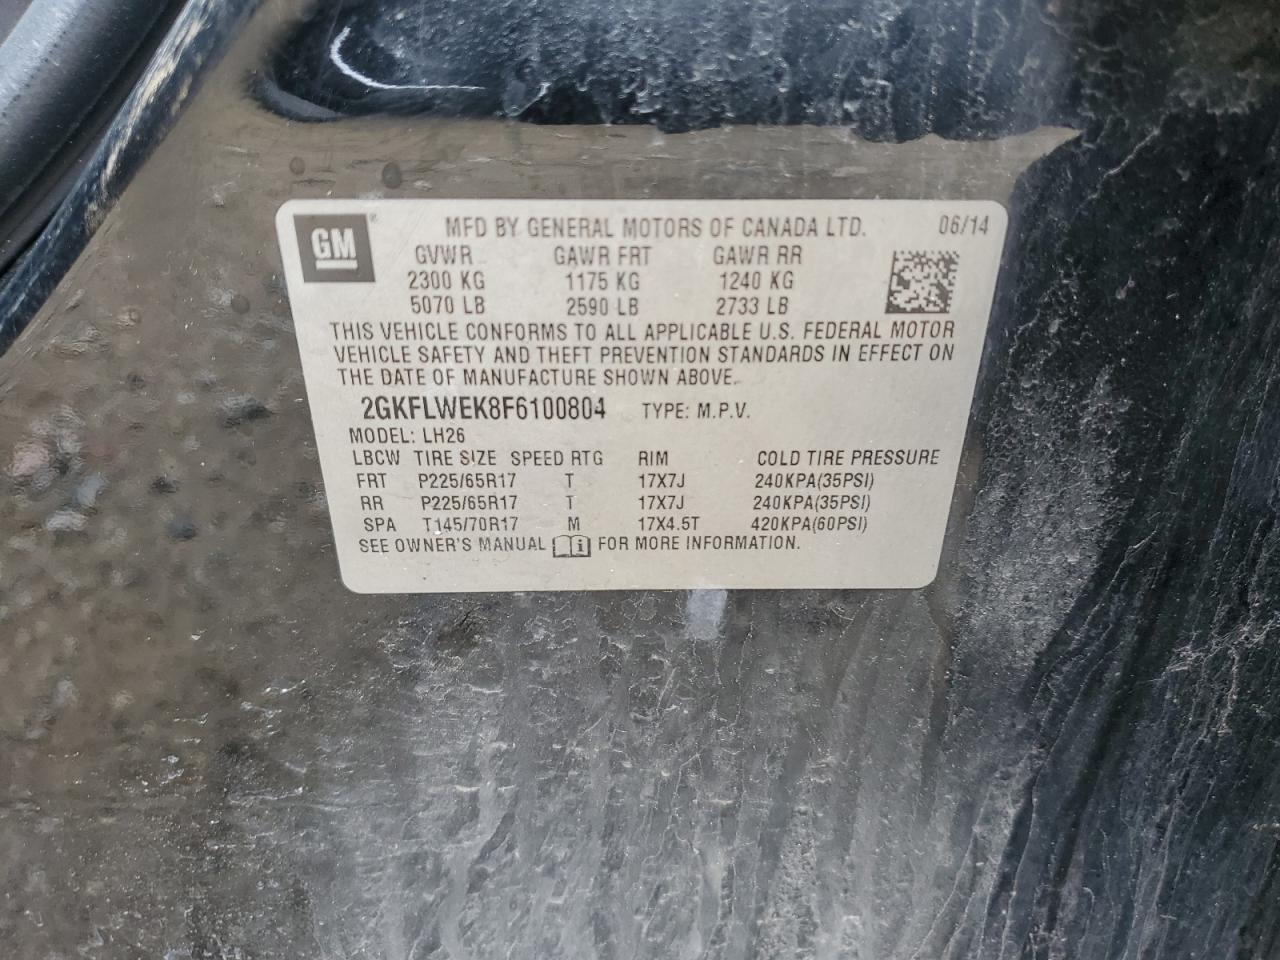 GM ® MFD BY GENERAL MOTORS OF CANADA LTD. 06/14
GVWR GAWR FRT GAWR RR
2300 KG 1175 KG 1240 KG
5070 LB 2590 LB 2733 LB
THIS VEHICLE CONFORMS TO ALL APPLICABLE U.S. FEDERAL MOTOR
VEHICLE SAFETY AND THEFT PREVENTION STANDARDS IN EFFECT ON
THE DATE OF MANUFACTURE SHOWN ABOVE.
2GKFLWEK8F6100804 TYPE: M.P.V.
MODEL: LH26
LBCW TIRE SIZE SPEED RTG RIM COLD TIRE PRESSURE
FRT P225/65R17 T 17X7J 240KPA(35PSI)
RR P225/65R17 T 17X7J 240KPA(35PSI)
SPA T145/70R17 M 17X4.5T 420KPA(60PSI)
SEE OWNER'S MANUAL i FOR MORE INFORMATION.